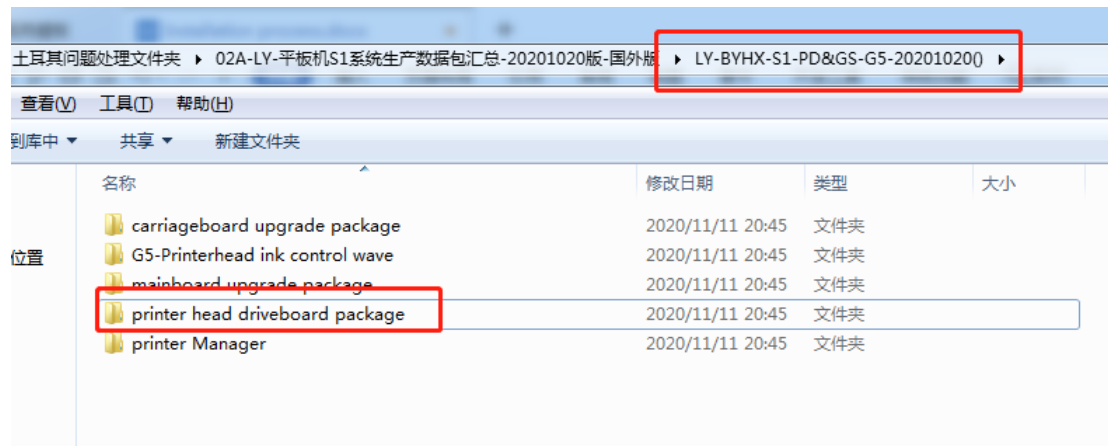 土耳其问题处理文件夹 ▸ 02A-LY-平板机S1系统生产数据包汇总-20201020版-国外版 ▸ LY-BYHX-S1-PD&GS-G5-20201020() ▸
查看(V) 工具(T) 帮助(H)
到库中 ▼ 共享 ▼ 新建文件夹
名称 修改日期 类型 大小
carriageboard upgrade package 2020/11/11 20:45 文件夹
位置 G5-Printerhead ink control wave 2020/11/11 20:45 文件夹
mainboard upgrade package 2020/11/11 20:45 文件夹
printer head driveboard package 2020/11/11 20:45 文件夹
printer Manager 2020/11/11 20:45 文件夹